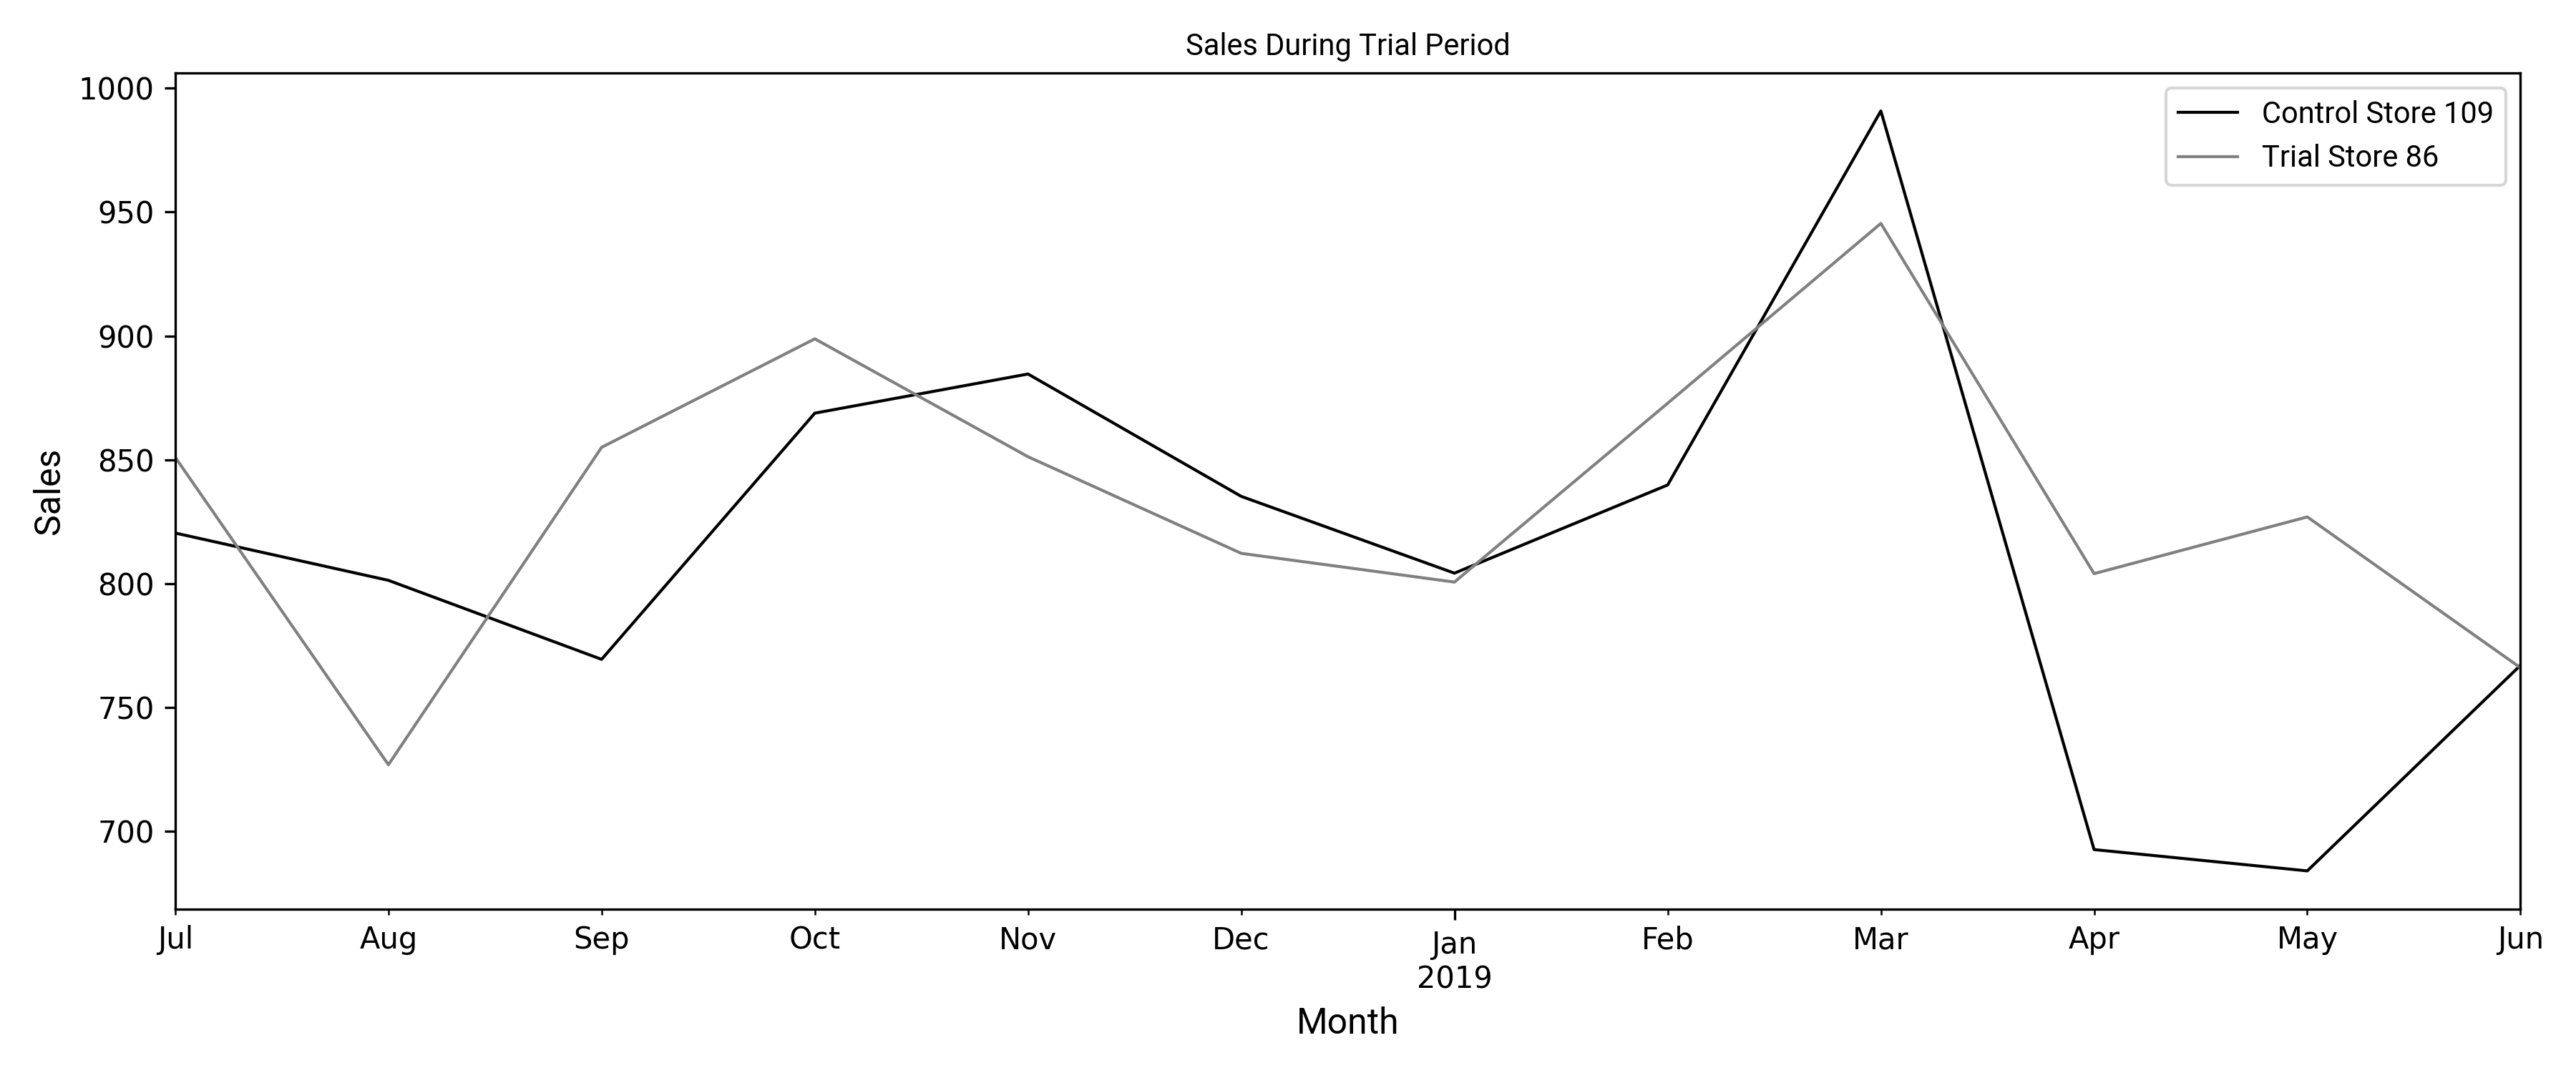 Sales During Trial Period
1000
950
900
850
800
750
700
Sales
Control Store 109
Trial Store 86
Jul Aug Sep Oct Nov Dec Jan Feb Mar Apr May Jun
2019
Month